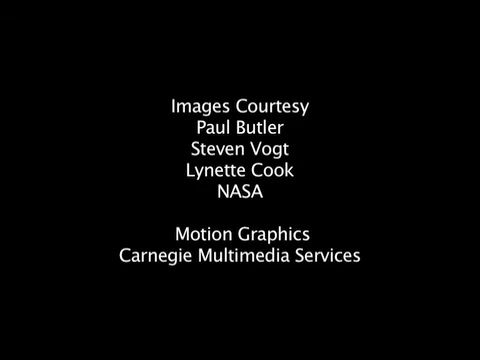 Images Courtesy
Paul Butler
Steven Vogt
Lynette Cook
NASA
Motion Graphics
Carnegie Multimedia Services